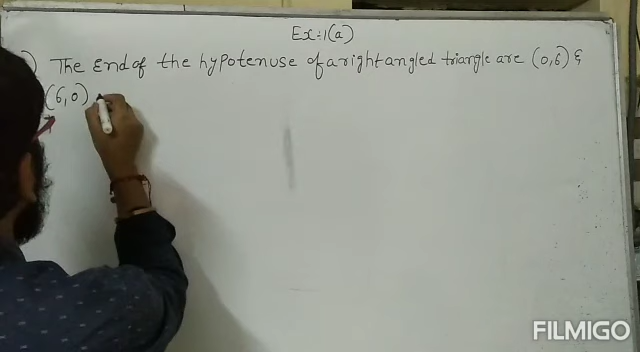 Ex:-1(a)
) The end of the hypotenuse of a right angled triangle are (0,6) &
(6,0)
FILMIGO